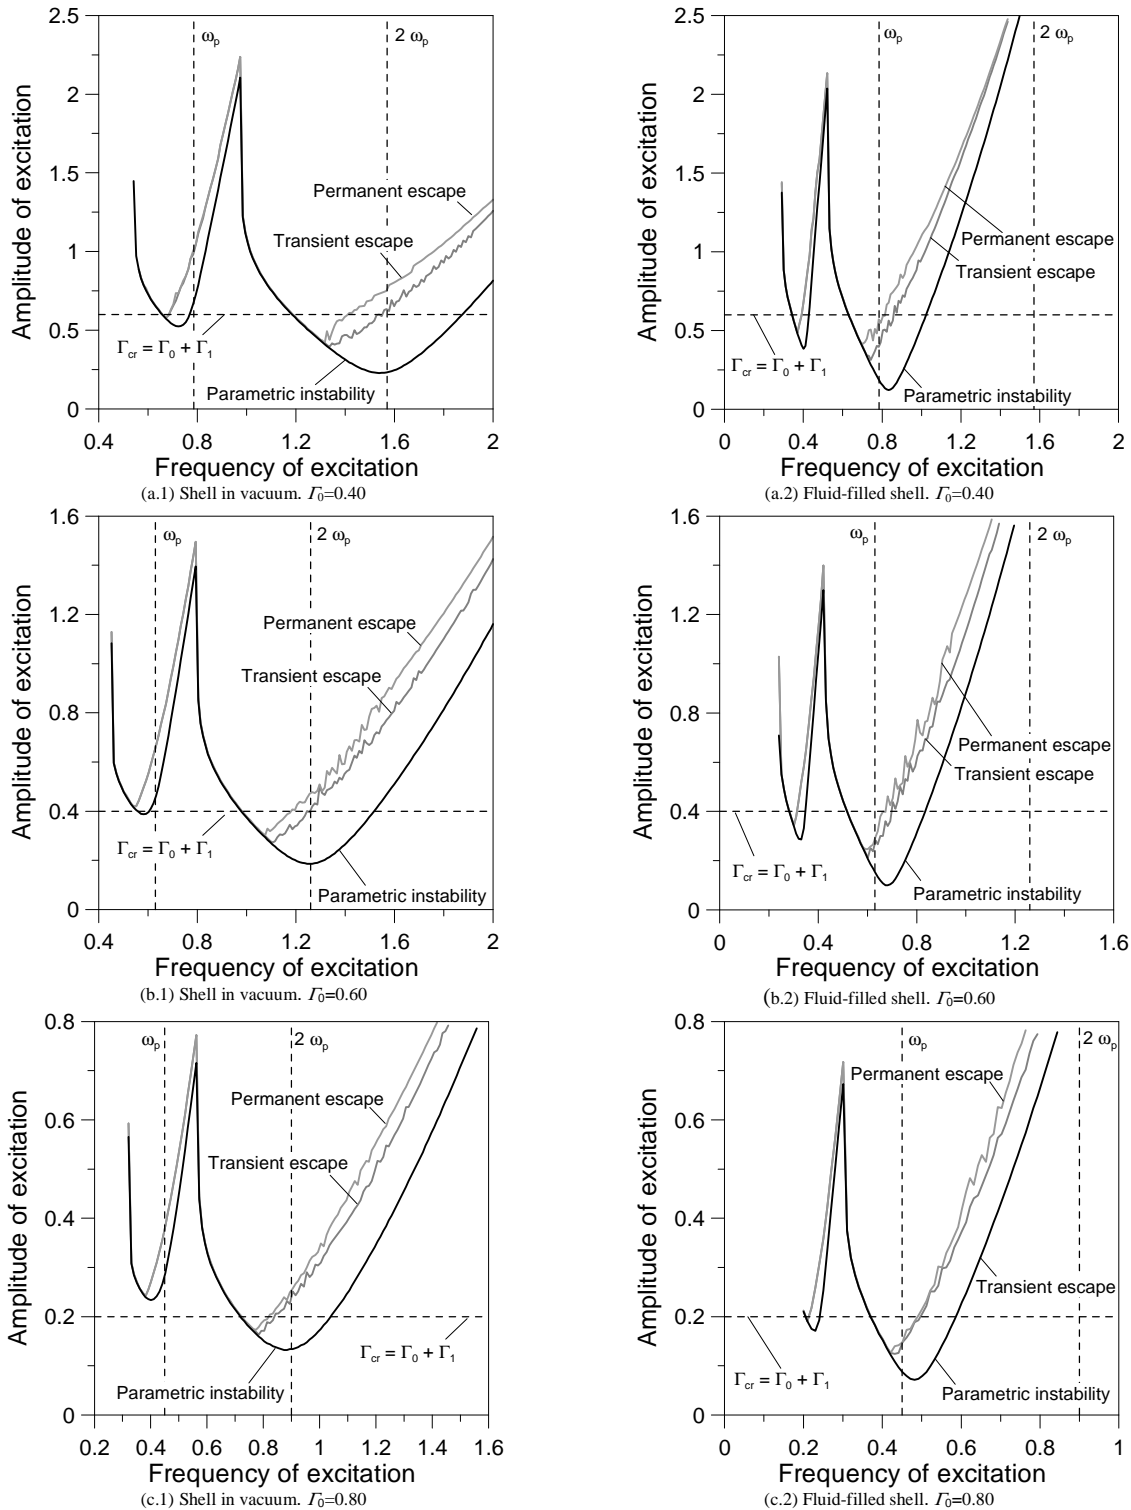 2.5
2
1.5
1
0.5
0
0.4
0.8
1.2
1.6
2
Amplitude of excitation
ωp
2 ωp
Permanent escape
Transient escape
Γcr = Γ0 + Γ1
Parametric instability
Frequency of excitation
(a.1) Shell in vacuum. Γ0=0.40
2.5
2
1.5
1
0.5
0
0
0.4
0.8
1.2
1.6
2
Amplitude of excitation
ωp
2 ωp
Permanent escape
Transient escape
Γcr = Γ0 + Γ1
Parametric instability
Frequency of excitation
(a.2) Fluid-filled shell. Γ0=0.40
1.6
1.2
0.8
0.4
0
0.4
0.8
1.2
1.6
2
Amplitude of excitation
ωp
2 ωp
Permanent escape
Transient escape
Γcr = Γ0 + Γ1
Parametric instability
Frequency of excitation
(b.1) Shell in vacuum. Γ0=0.60
1.6
1.2
0.8
0.4
0
0
0.4
0.8
1.2
1.6
Amplitude of excitation
ωp
2 ωp
Permanent escape
Transient escape
Γcr = Γ0 + Γ1
Parametric instability
Frequency of excitation
(b.2) Fluid-filled shell. Γ0=0.60
0.8
0.6
0.4
0.2
0
0.2
0.4
0.6
0.8
1
1.2
1.4
1.6
Amplitude of excitation
ωp
2 ωp
Permanent escape
Transient escape
Γcr = Γ0 + Γ1
Parametric instability
Frequency of excitation
(c.1) Shell in vacuum. Γ0=0.80
0.8
0.6
0.4
0.2
0
0
0.2
0.4
0.6
0.8
1
Amplitude of excitation
ωp
2 ωp
Permanent escape
Transient escape
Γcr = Γ0 + Γ1
Parametric instability
Frequency of excitation
(c.2) Fluid-filled shell. Γ0=0.80